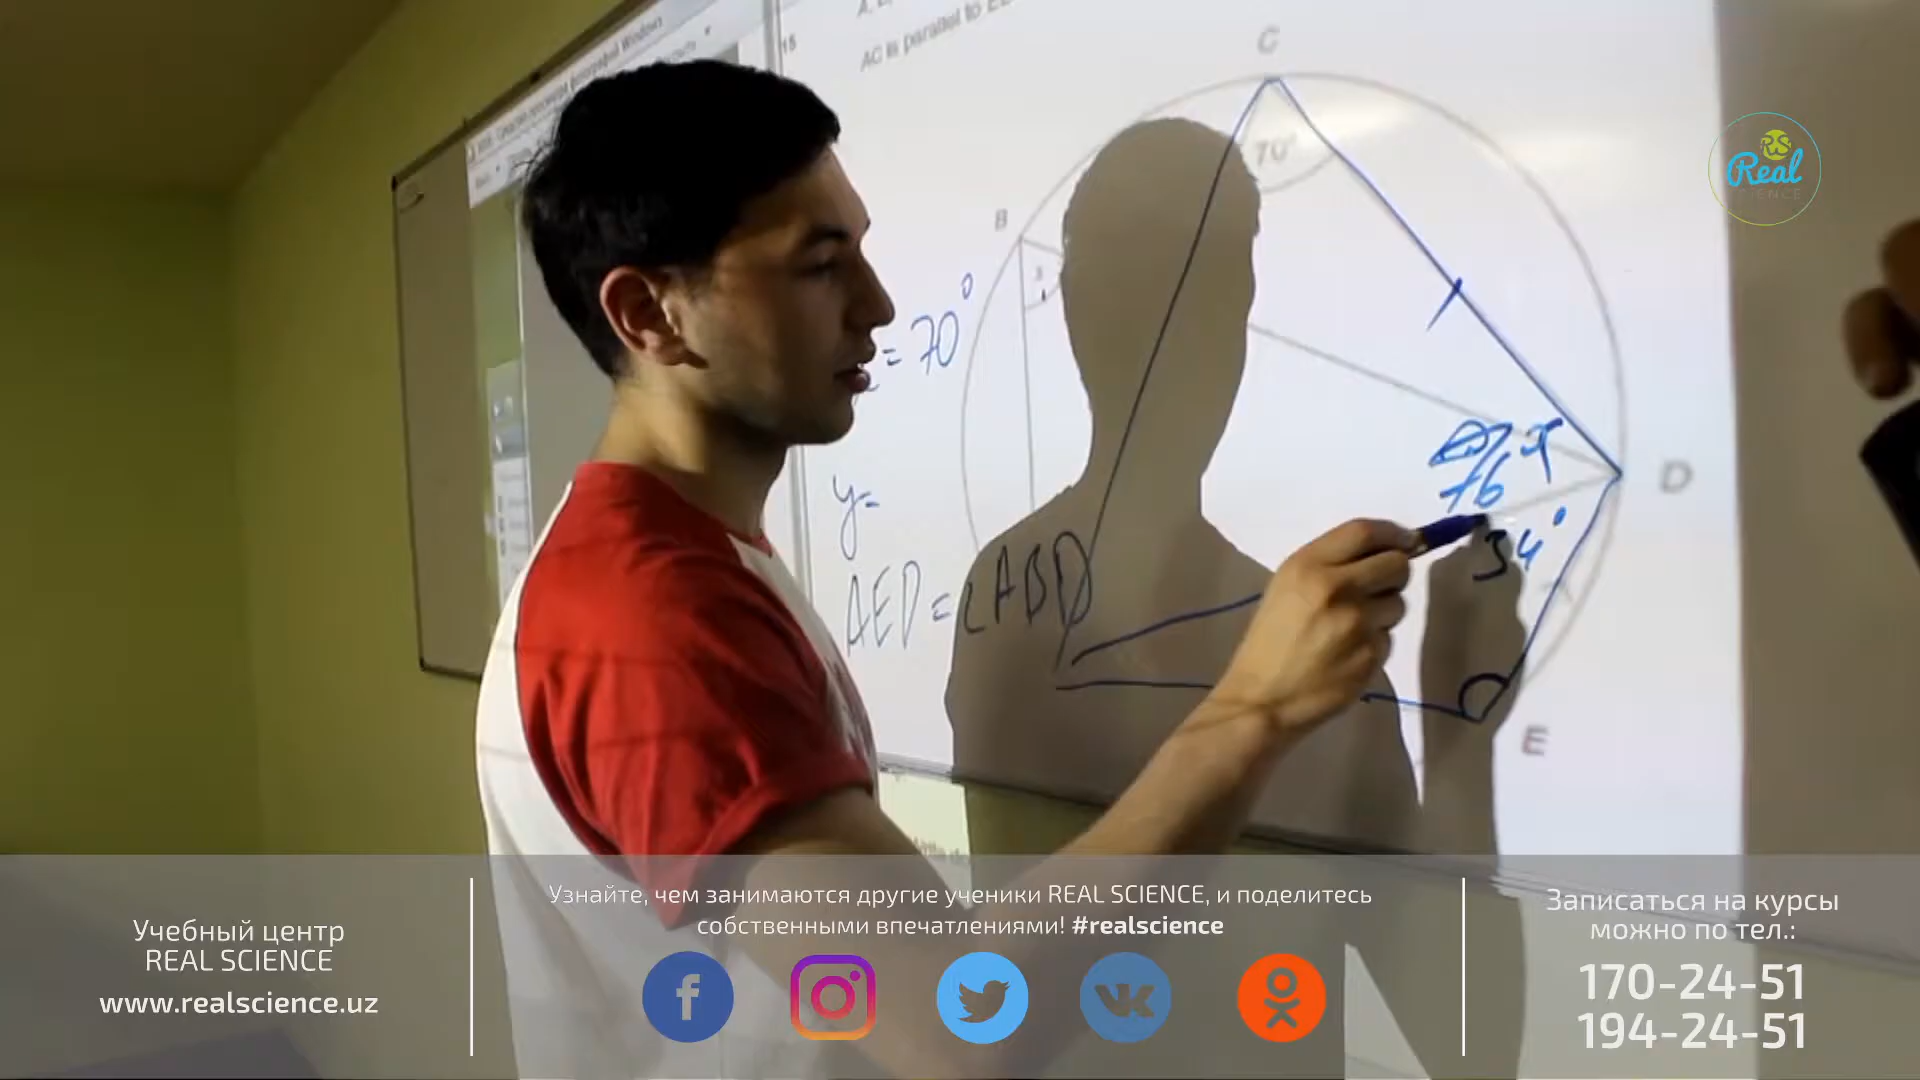 15
AC is parallel to
C
70°
B
x
= 70°
y=
AED = ∠ABD
76
34°
D
E
Real
SCIENCE
Учебный центр
REAL SCIENCE
www.realscience.uz
Узнайте, чем занимаются другие ученики REAL SCIENCE, и поделитесь
собственными впечатлениями! #realscience
Записаться на курсы
можно по тел.:
170-24-51
194-24-51